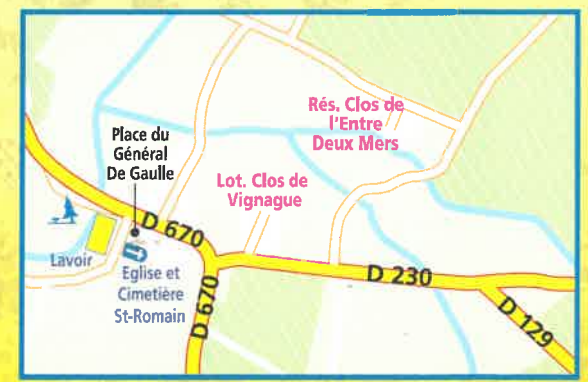 Rés. Clos de
l'Entre
Deux Mers
Place du
Général
De Gaulle
Lot. Clos de
Vignague
D 670
Lavoir
Eglise et
Cimetière
St-Romain
D 670
D 230
D 129